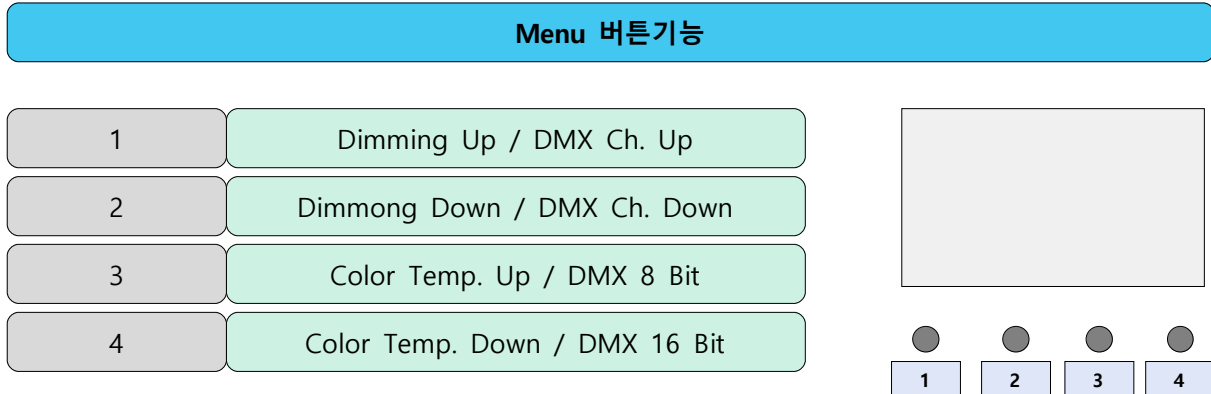 Menu 버튼기능
1 Dimming Up / DMX Ch. Up
2 Dimmong Down / DMX Ch. Down
3 Color Temp. Up / DMX 8 Bit
4 Color Temp. Down / DMX 16 Bit
1 2 3 4